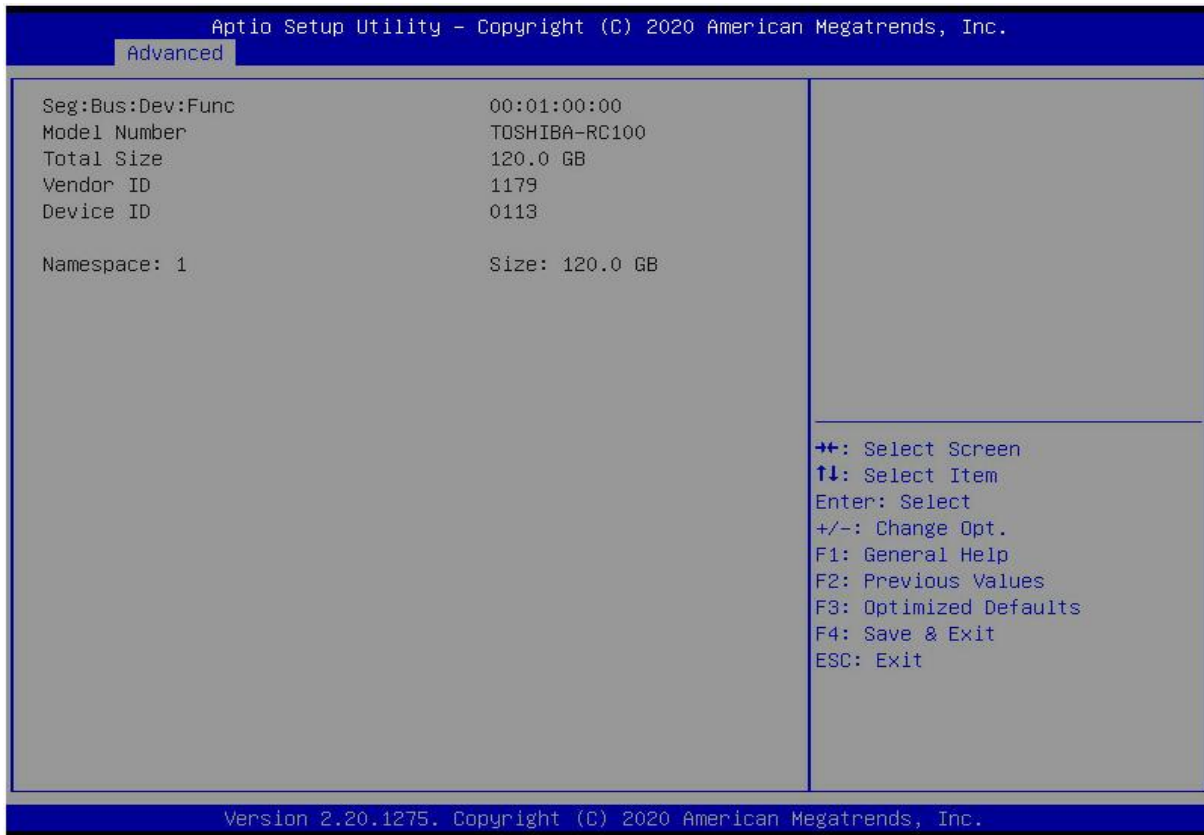 Aptio Setup Utility – Copyright (C) 2020 American Megatrends, Inc.
Advanced
Seg:Bus:Dev:Func 00:01:00:00
Model Number TOSHIBA-RC100
Total Size 120.0 GB
Vendor ID 1179
Device ID 0113
Namespace: 1 Size: 120.0 GB
→←: Select Screen
↑↓: Select Item
Enter: Select
+/-: Change Opt.
F1: General Help
F2: Previous Values
F3: Optimized Defaults
F4: Save & Exit
ESC: Exit
Version 2.20.1275. Copyright (C) 2020 American Megatrends, Inc.